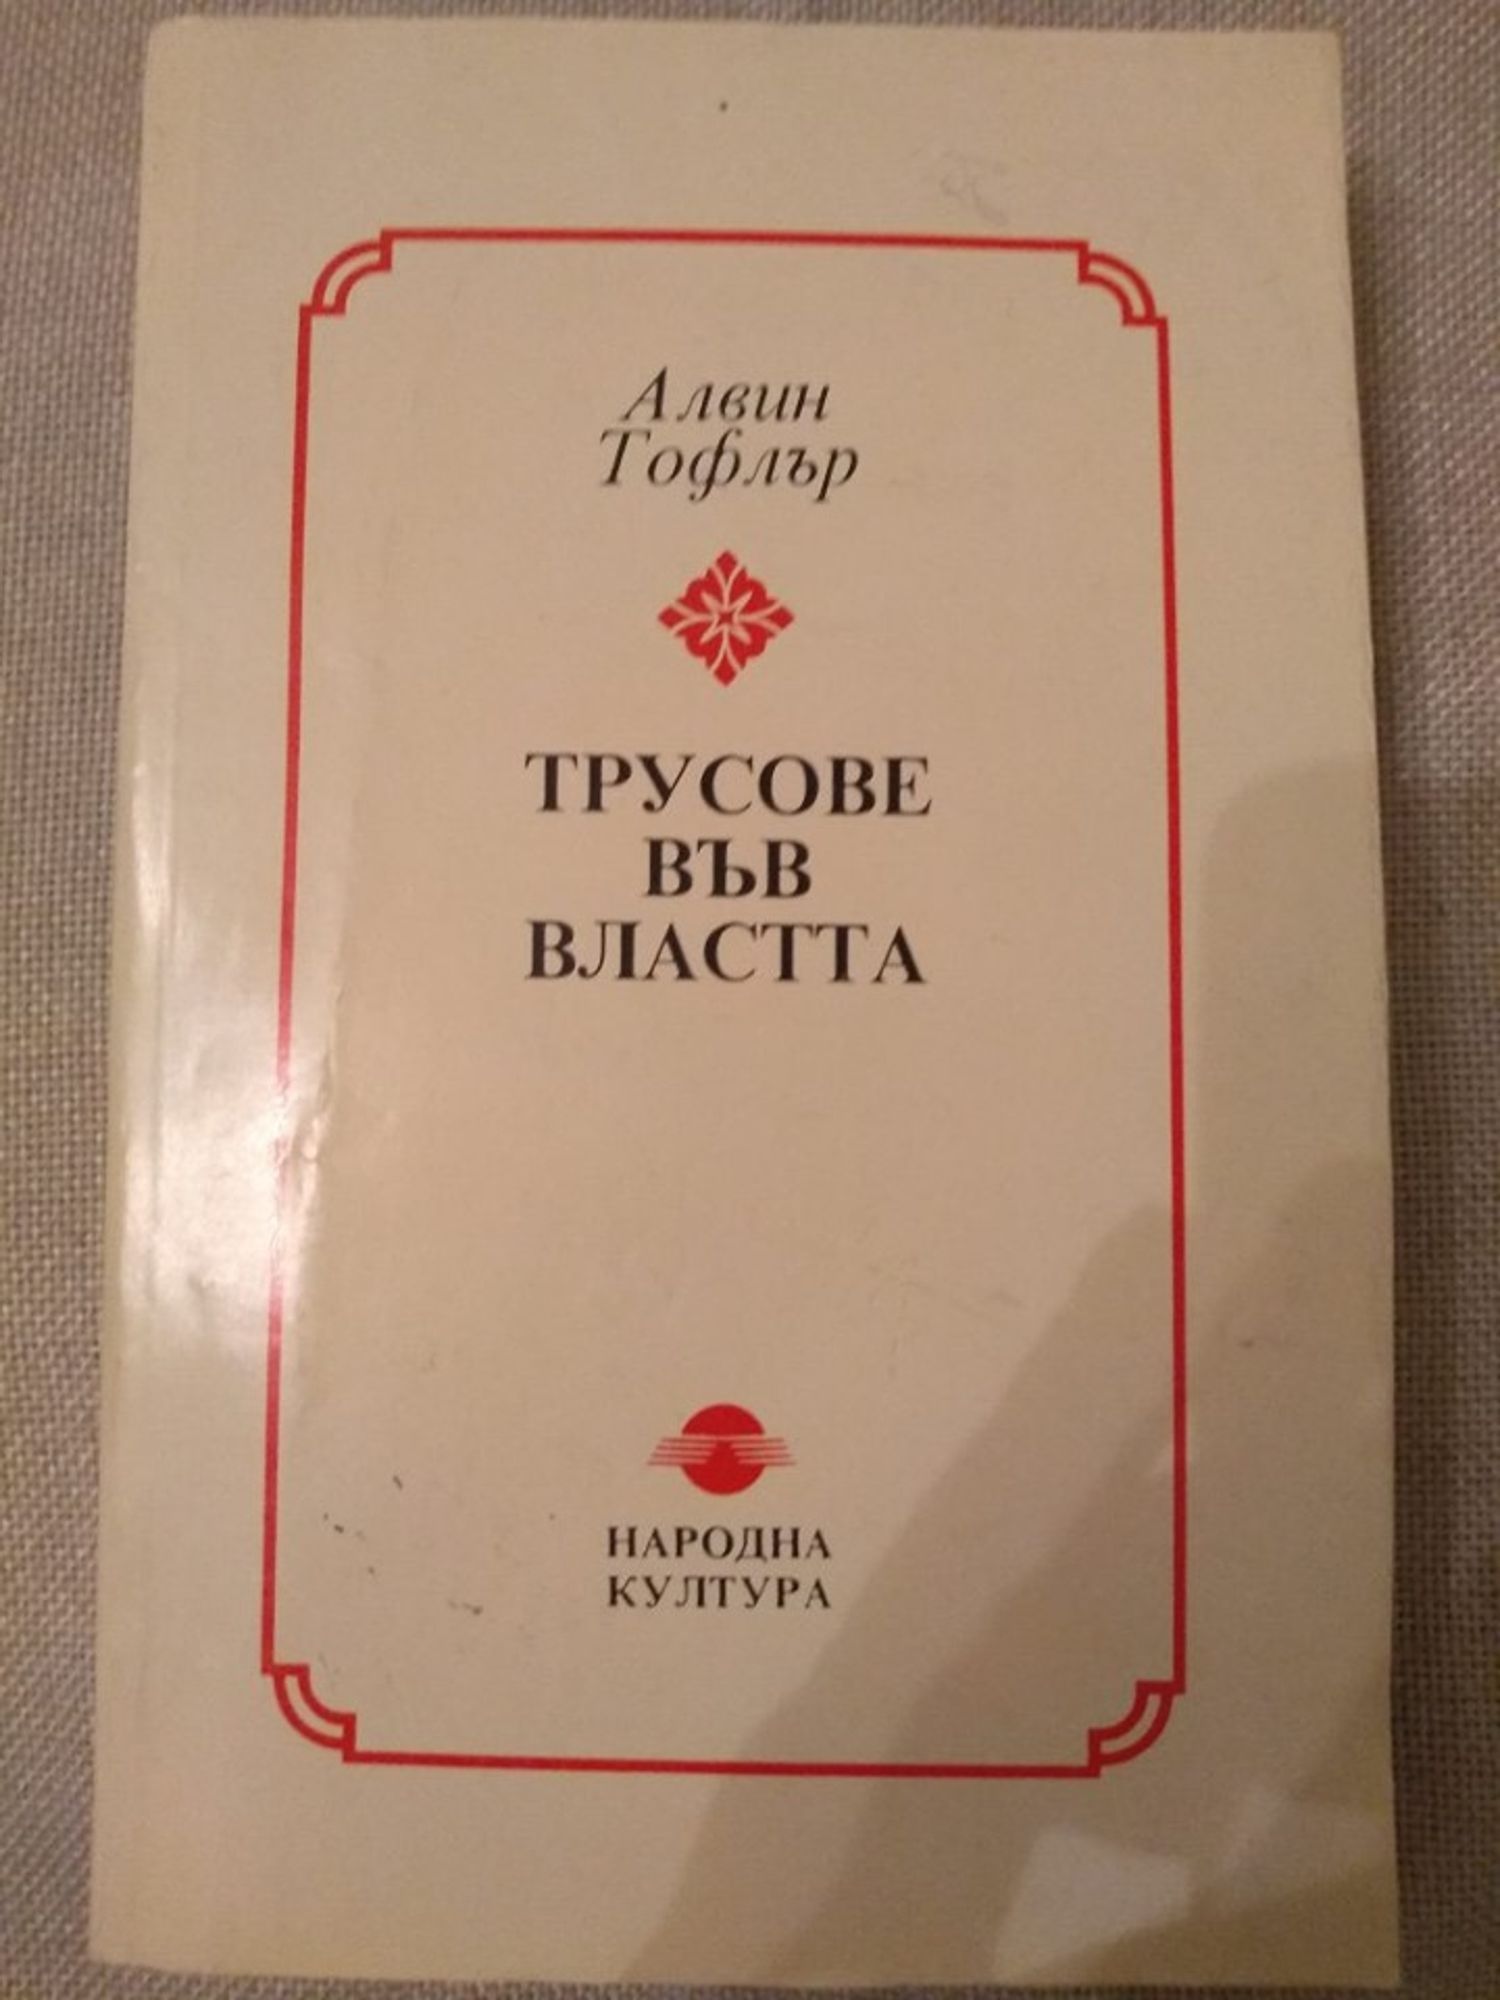 Алвин
Тофлър
ТРУСОВЕ
ВЪВ
ВЛАСТТА
НАРОДНА
КУЛТУРА